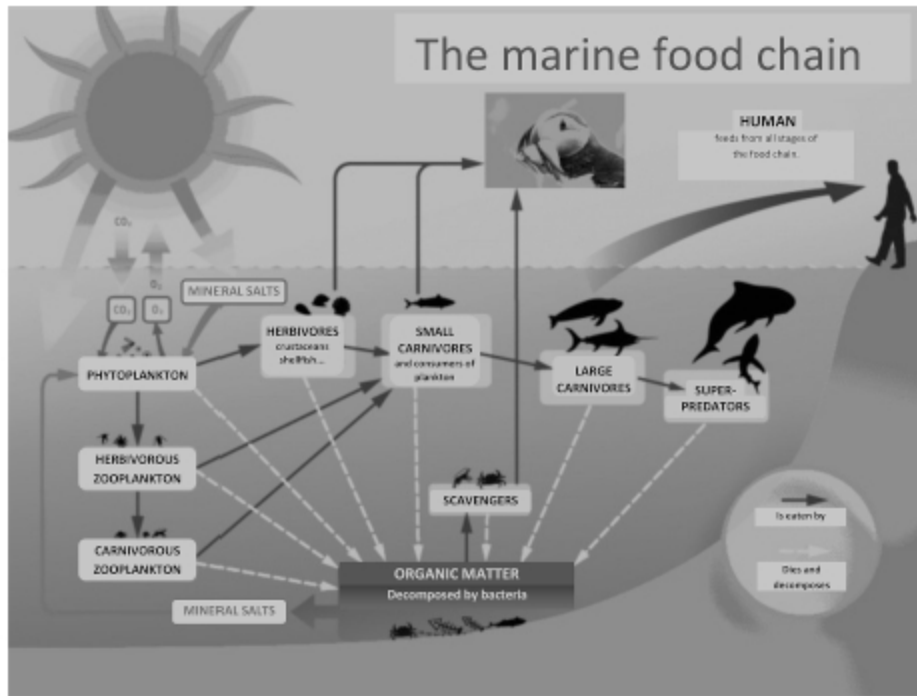 The marine food chain
HUMAN
feeds from all stages of
the food chain.
CO₂
O₂
MINERAL SALTS
CO₂
O₂
HERBIVORES
crustaceans
shellfish...
SMALL
CARNIVORES
and consumers of
plankton
PHYTOPLANKTON
LARGE
CARNIVORES
SUPER-
PREDATORS
HERBIVOROUS
ZOOPLANKTON
SCAVENGERS
Is eaten by
CARNIVOROUS
ZOOPLANKTON
ORGANIC MATTER
Decomposed by bacteria
Dies and
decomposes
MINERAL SALTS